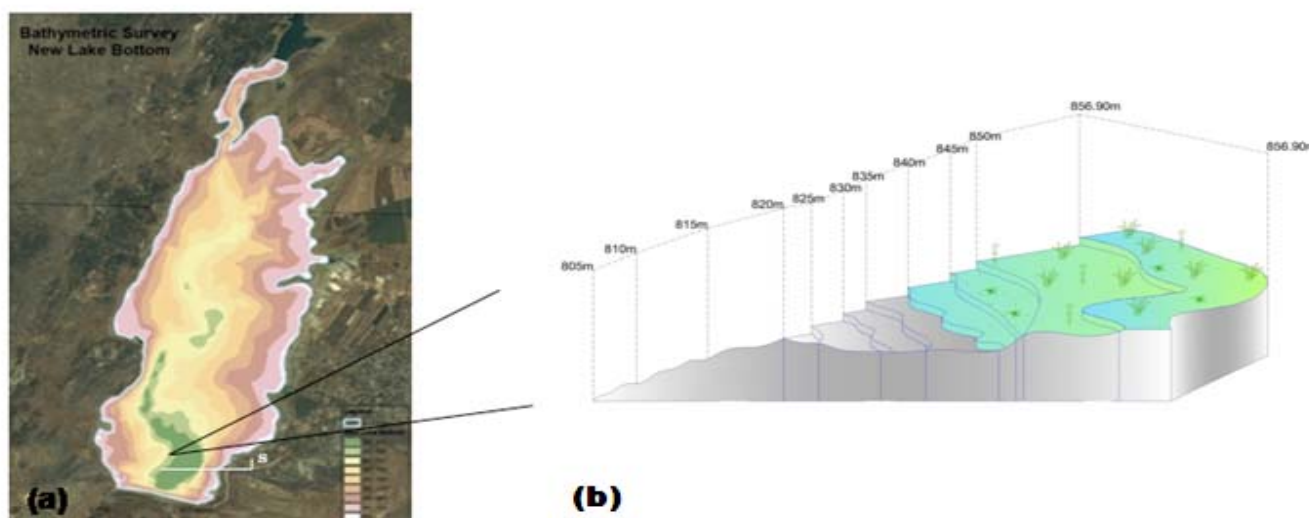 Bathymetric Survey
New Lake Bottom
S
(a)
805m
810m
815m
820m
825m
830m
835m
840m
845m
850m
856.90m
856.90m
(b)